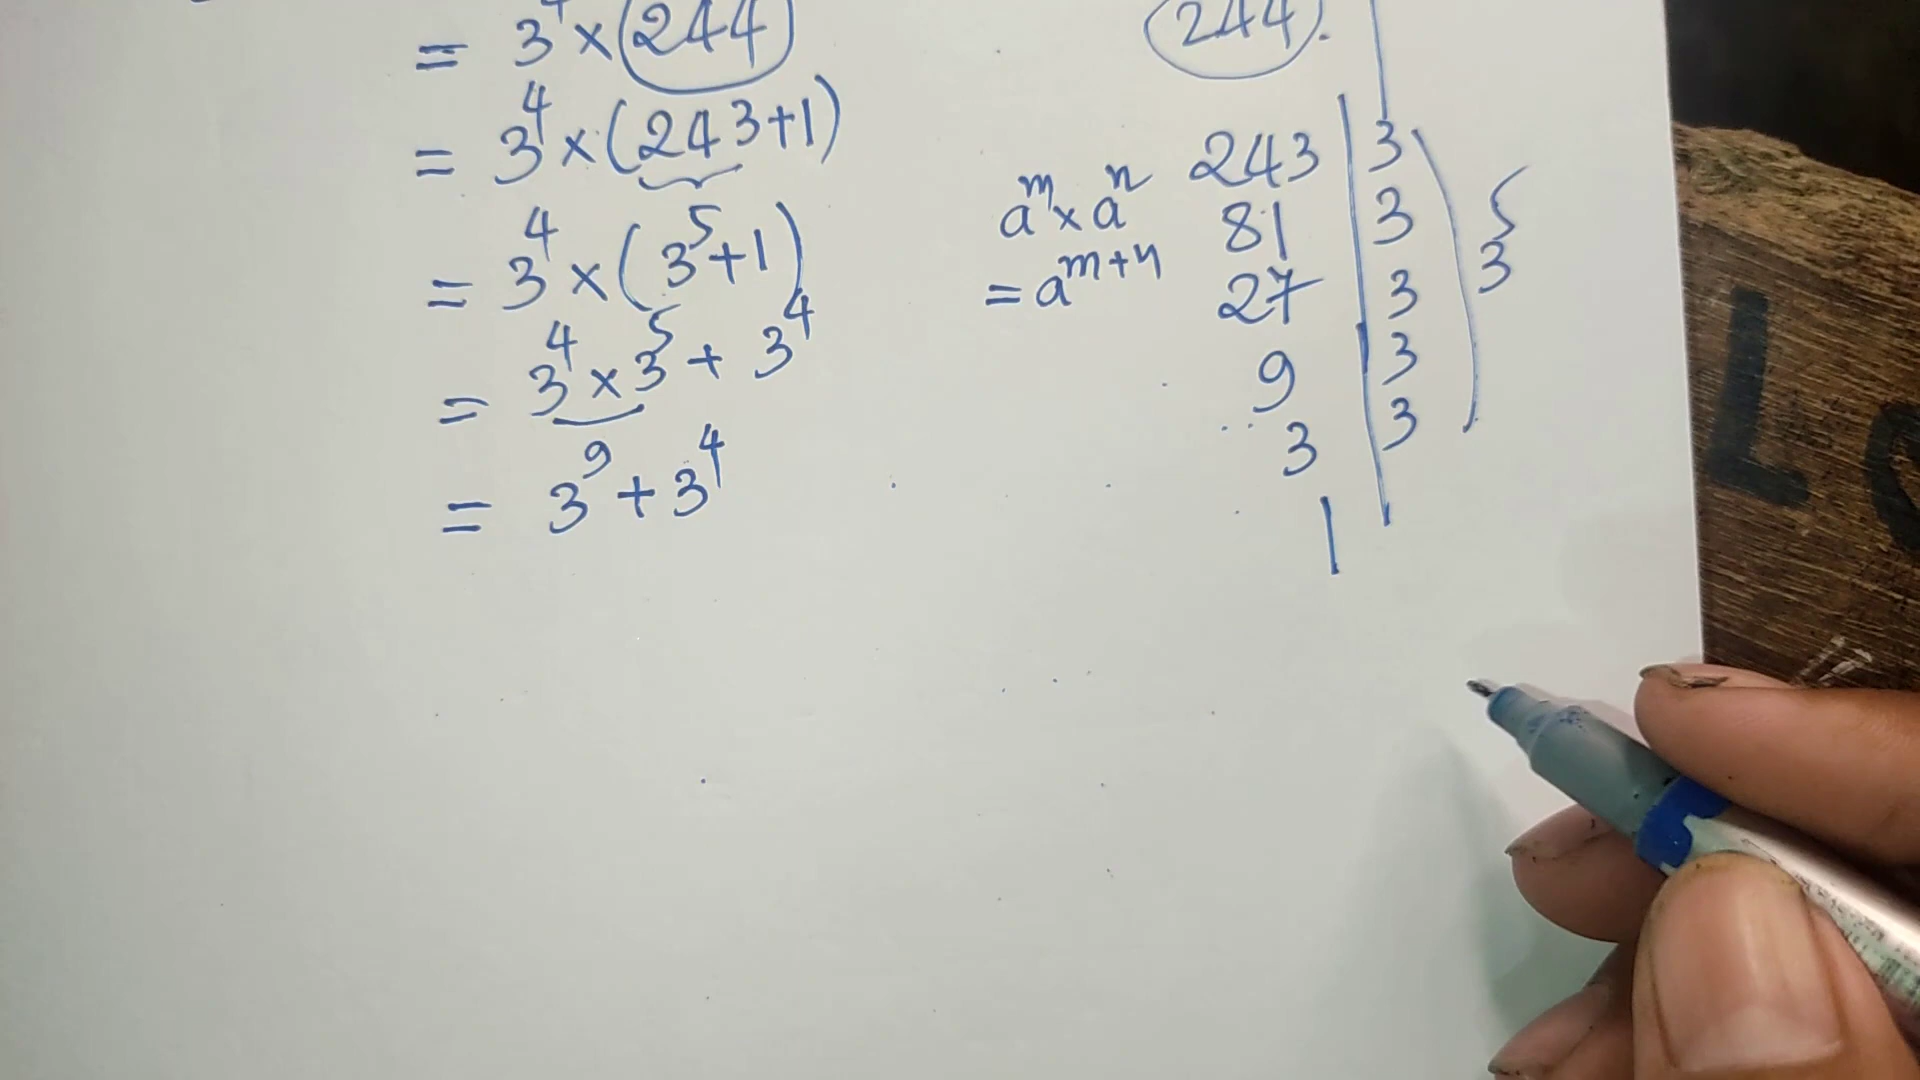 = 3⁴ × 244
= 3⁴ × (243+1)
= 3⁴ × (3⁵+1)
= 3⁴ × 3⁵ + 3⁴
= 3⁹ + 3⁴
244.
aᵐ × aⁿ
= aᵐ⁺ⁿ
243 | 3
81 | 3
27 | 3
9 | 3
3 | 3
1
3⁵